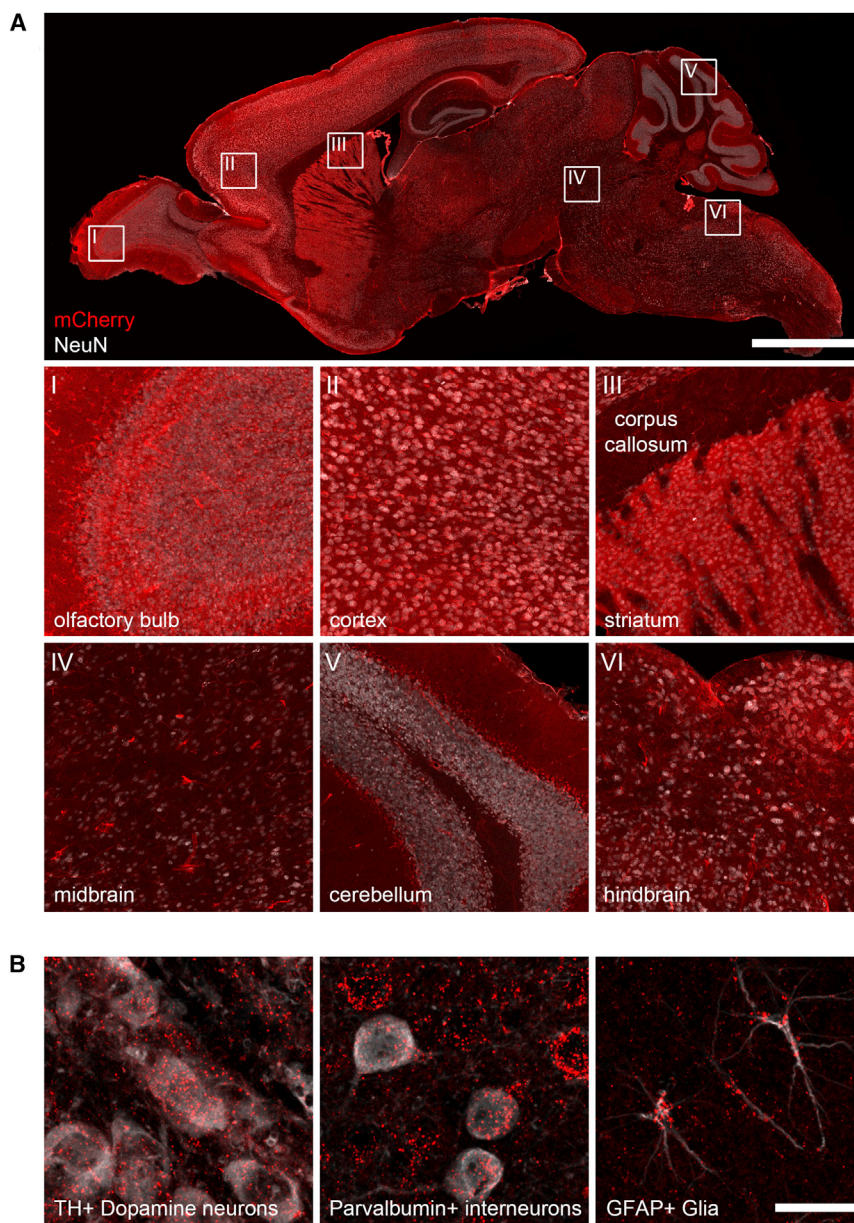 A
I
II
III
IV
V
VI
mCherry
NeuN
I
olfactory bulb
II
cortex
III
corpus
callosum
striatum
IV
midbrain
V
cerebellum
VI
hindbrain
B
TH+ Dopamine neurons
Parvalbumin+ interneurons
GFAP+ Glia